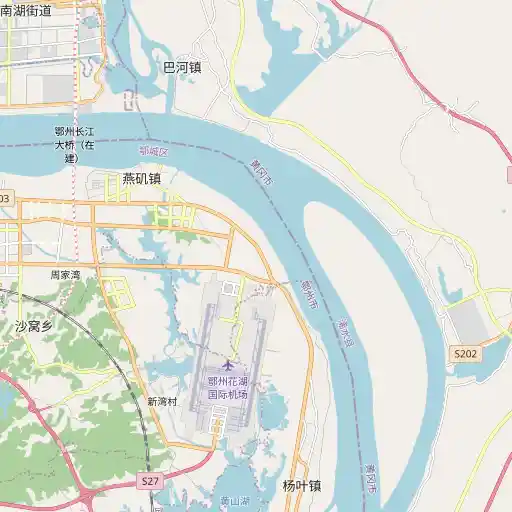 南湖街道
巴河镇
鄂州长江
大桥（在
建）
鄂城区
黄冈市
燕矶镇
03
周家湾
鄂州市
浠水县
沙窝乡
S202
鄂州花湖
国际机场
新湾村
S27
黄冈市
杨叶镇
黄山湖